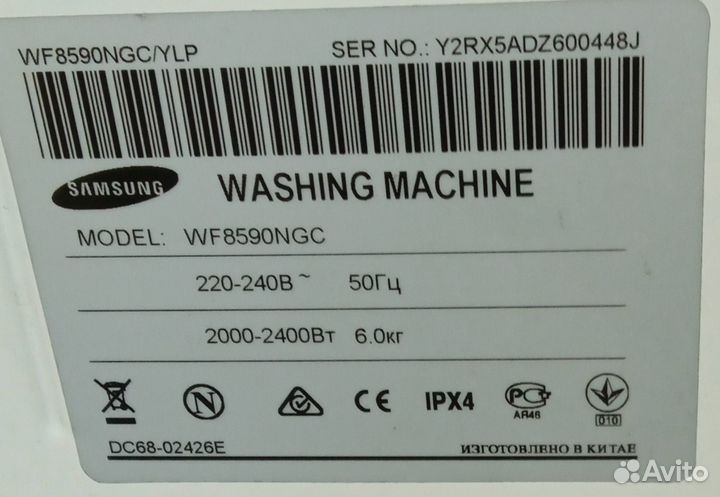 WF8590NGC/YLP SER NO.: Y2RX5ADZ600448J
SAMSUNG WASHING MACHINE
MODEL: WF8590NGC
220-240В ~ 50Гц
2000-2400Вт 6.0кг
N CE IPX4 РСТ
АЯ46 010
DC68-02426E ИЗГОТОВЛЕНО В КИТАЕ
Avito